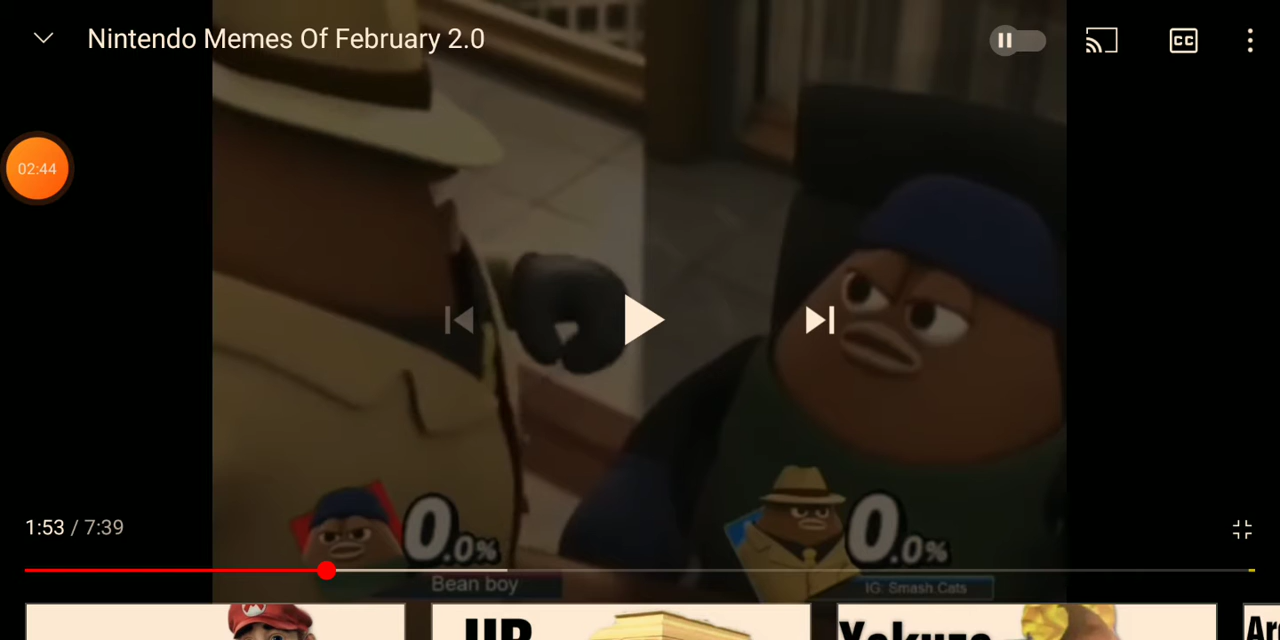 Nintendo Memes Of February 2.0
CC
02:44
0.0%
0.0%
Bean boy
IG: Smash.Cats
1:53 / 7:39
UR
Yakuza